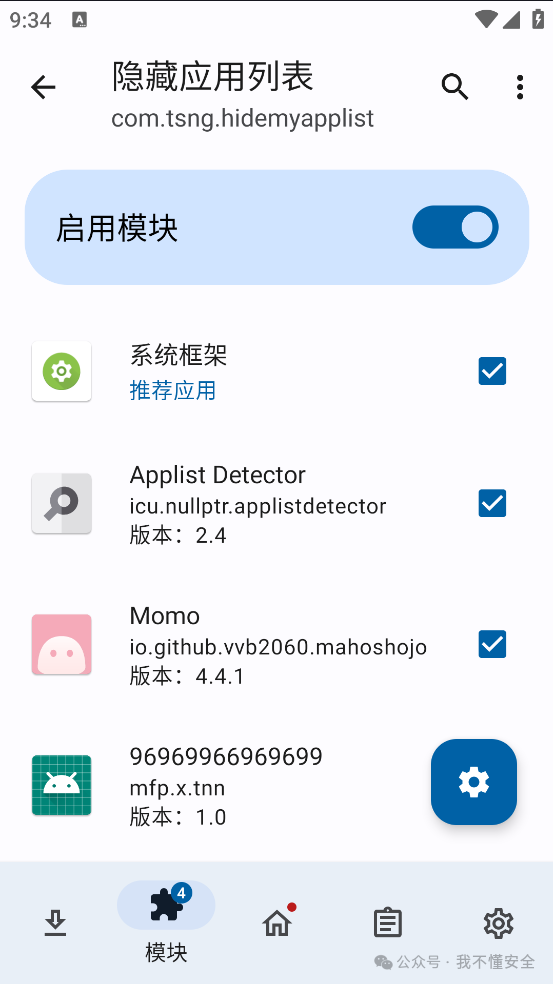 9:34
A
隐藏应用列表
com.tsng.hidemyapplist
启用模块
系统框架
推荐应用
Applist Detector
icu.nullptr.applistdetector
版本：2.4
Momo
io.github.vvb2060.mahoshojo
版本：4.4.1
96969966969699
mfp.x.tnn
版本：1.0
4
模块
公众号 · 我不懂安全